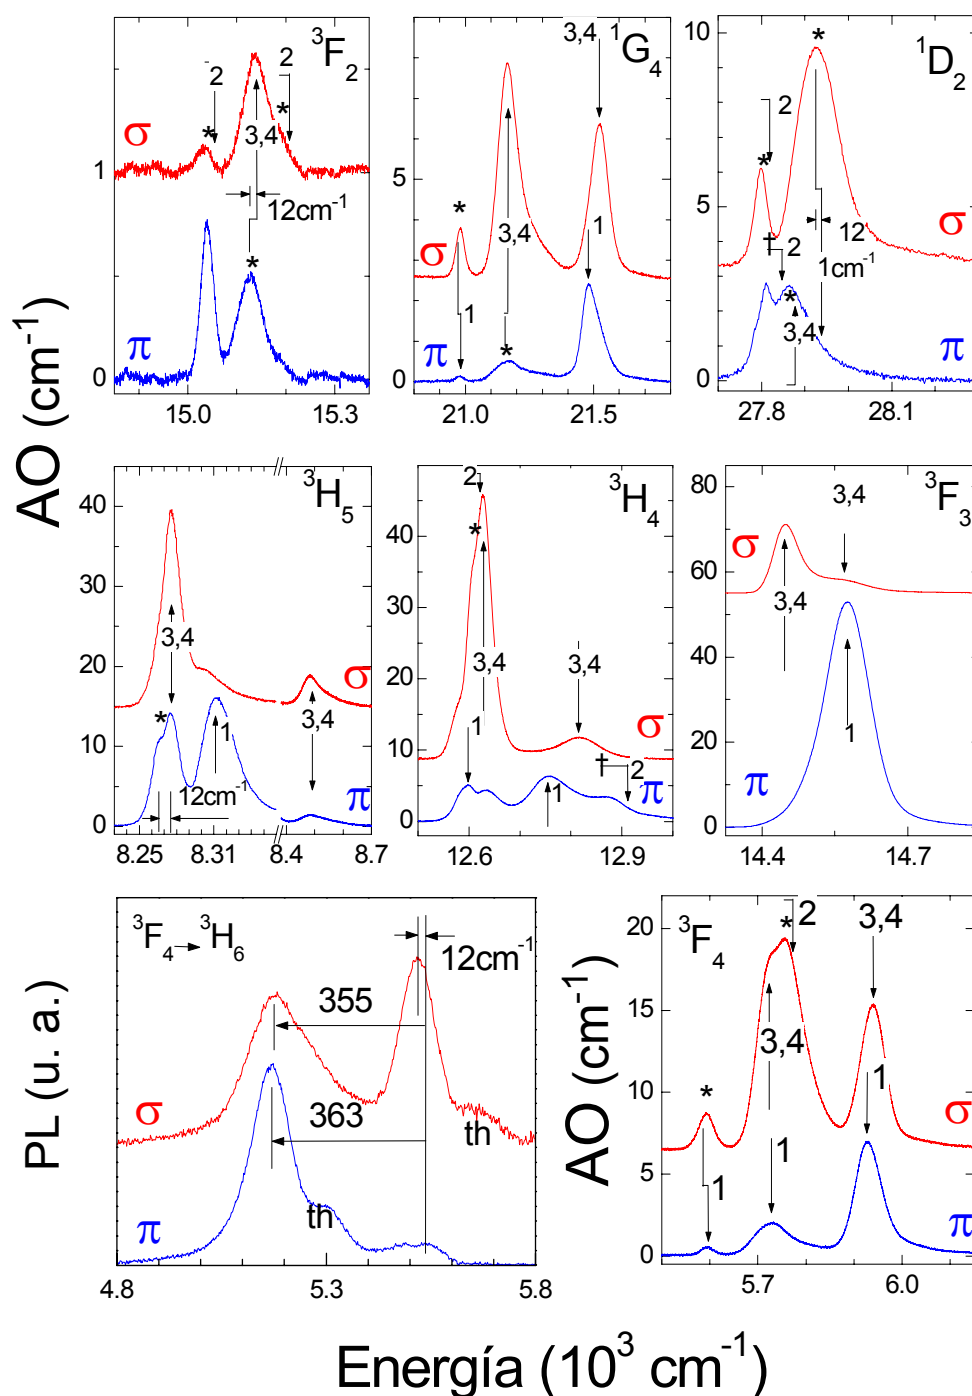 ³F₂
-2
2
3,4
12cm⁻¹
σ
π
1
0
15.0
15.3
¹G₄
3,4
1
3,4
1
σ
π
5
0
21.0
21.5
¹D₂
2
†
2
12
1cm⁻¹
3,4
σ
π
10
5
0
27.8
28.1
AO (cm⁻¹)
³H₅
3,4
1
12cm⁻¹
3,4
σ
π
40
30
20
10
0
8.25
8.31
8.4
8.7
³H₄
2
3,4
3,4
1
1
†
2
σ
π
40
30
20
10
0
12.6
12.9
³F₃
3,4
3,4
1
σ
π
80
60
40
20
0
14.4
14.7
³F₄→³H₆
12cm⁻¹
355
363
th
th
σ
π
PL (u. a.)
4.8
5.3
5.8
³F₄
2
3,4
3,4
1
1
1
σ
π
AO (cm⁻¹)
20
15
10
5
0
5.7
6.0
Energía (10³ cm⁻¹)